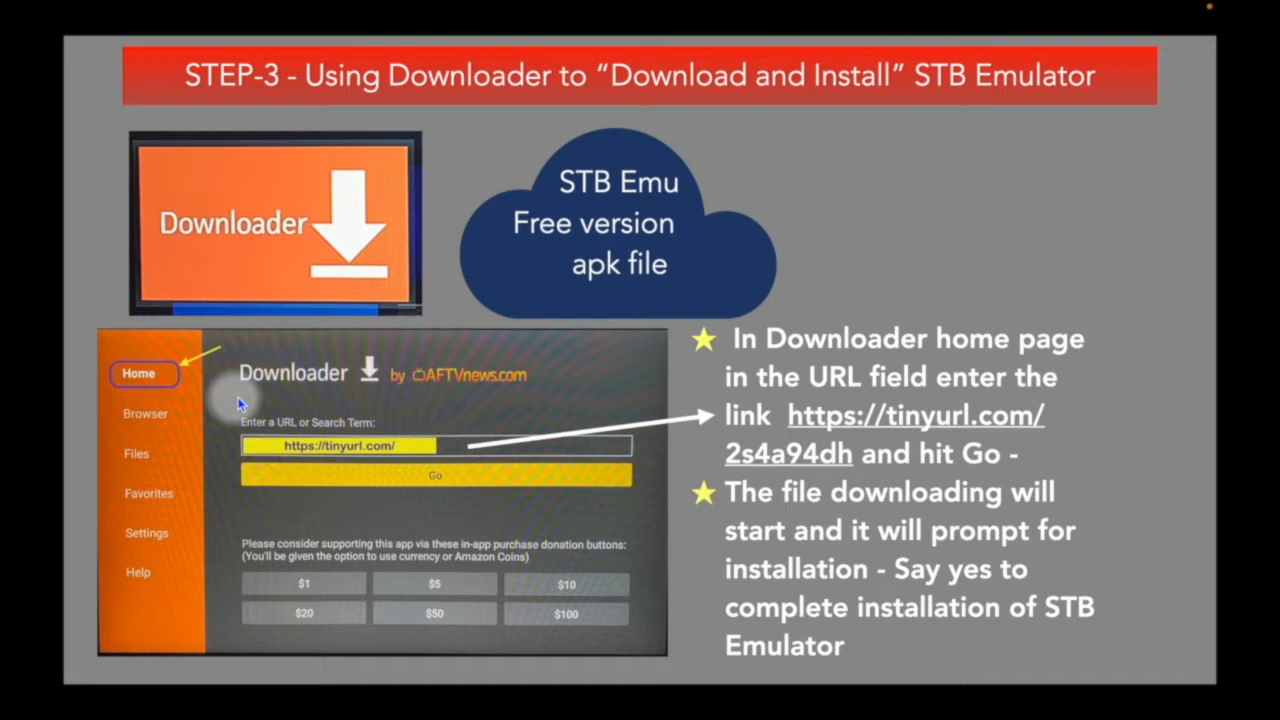 STEP-3 - Using Downloader to “Download and Install” STB Emulator
Downloader
STB Emu
Free version
apk file
Home
Browser
Files
Favorites
Settings
Help
Downloader by AFTVnews.com
Enter a URL or Search Term:
https://tinyurl.com/
Go
Please consider supporting this app via these in-app purchase donation buttons:
(You'll be given the option to use currency or Amazon Coins)
$1 $5 $10
$20 $50 $100
In Downloader home page
in the URL field enter the
link https://tinyurl.com/
2s4a94dh and hit Go -
The file downloading will
start and it will prompt for
installation - Say yes to
complete installation of STB
Emulator